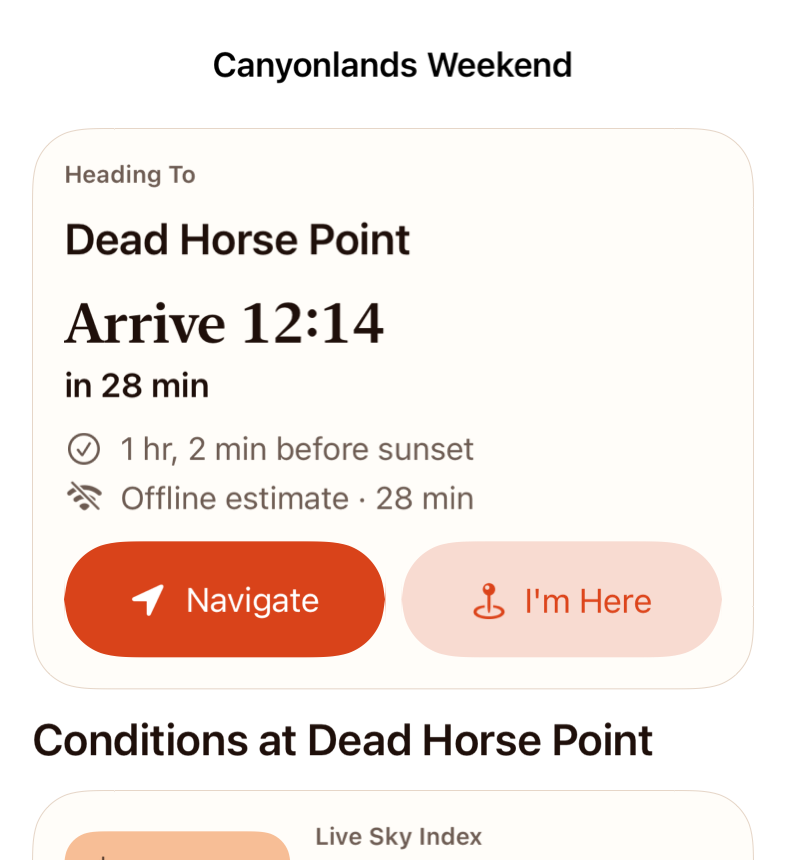 Canyonlands Weekend
Heading To
Dead Horse Point
Arrive 12:14
in 28 min
1 hr, 2 min before sunset
Offline estimate · 28 min
Navigate
I'm Here
Conditions at Dead Horse Point
Live Sky Index